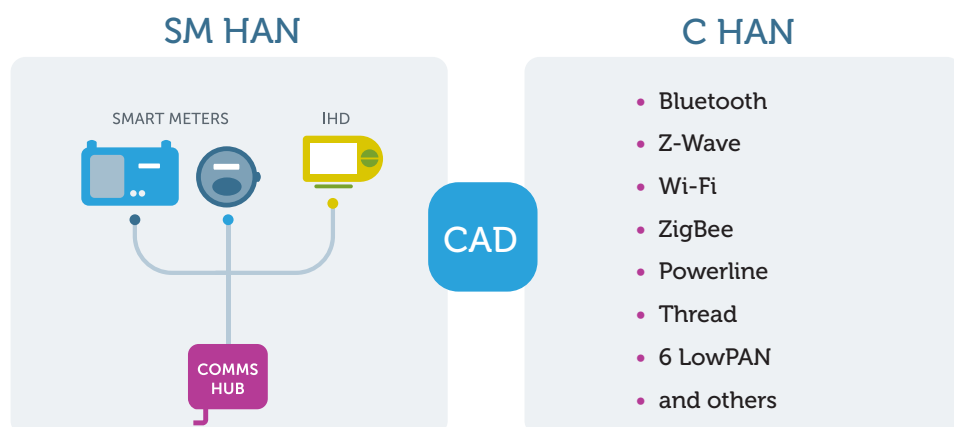 SM HAN
SMART METERS
IHD
COMMS
HUB
CAD
C HAN
• Bluetooth
• Z-Wave
• Wi-Fi
• ZigBee
• Powerline
• Thread
• 6 LowPAN
• and others